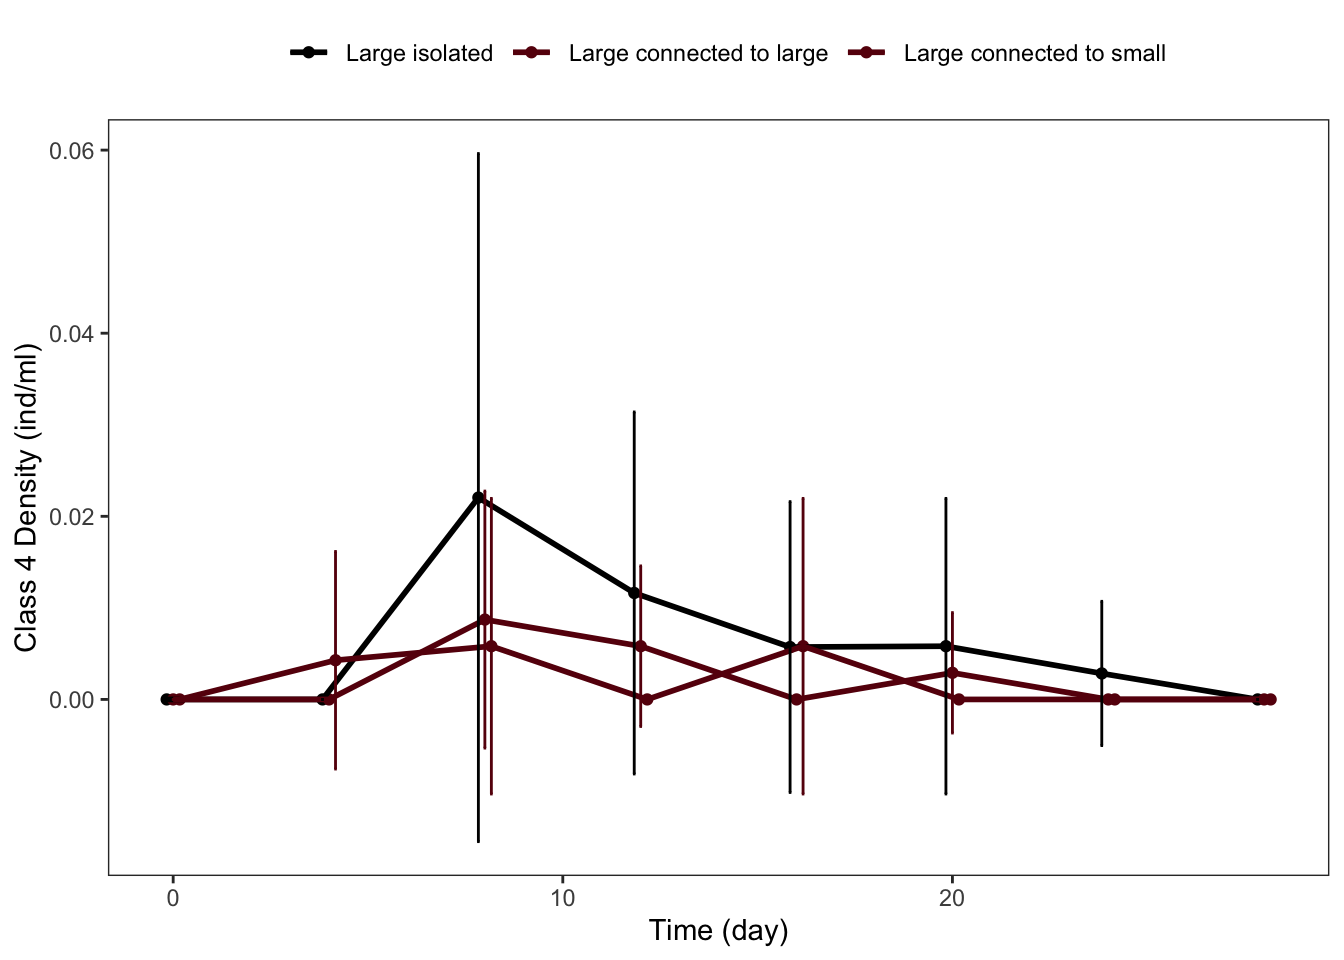 Large isolated Large connected to large Large connected to small
0.06
0.04
0.02
0.00
Class 4 Density (ind/ml)
0 10 20
Time (day)